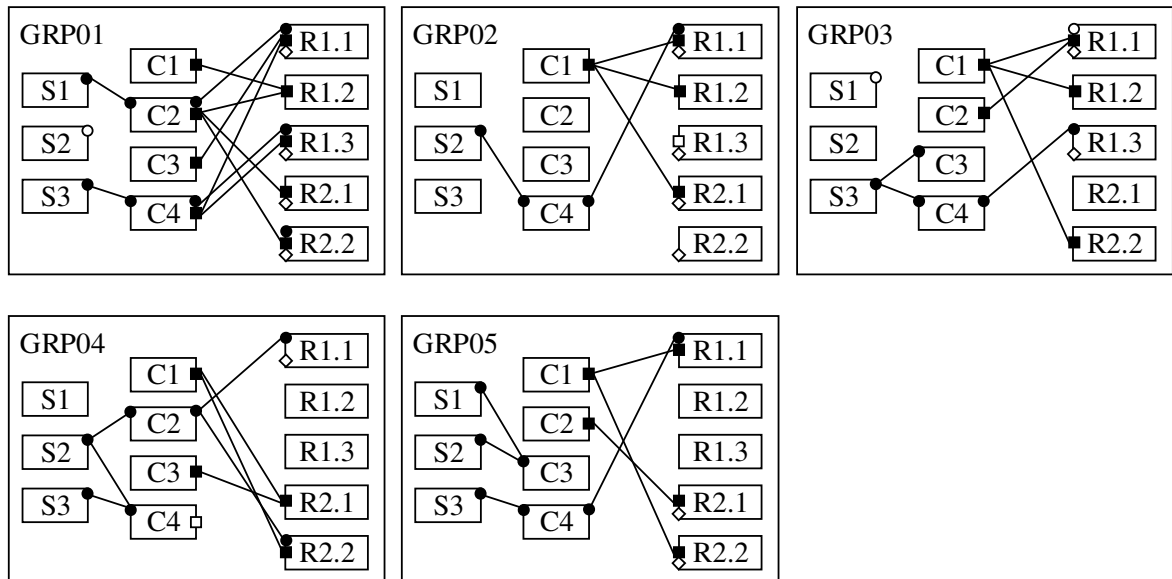 GRP01
S1
S2
S3
C1
C2
C3
C4
R1.1
R1.2
R1.3
R2.1
R2.2
GRP02
S1
S2
S3
C1
C2
C3
C4
R1.1
R1.2
R1.3
R2.1
R2.2
GRP03
S1
S2
S3
C1
C2
C3
C4
R1.1
R1.2
R1.3
R2.1
R2.2
GRP04
S1
S2
S3
C1
C2
C3
C4
R1.1
R1.2
R1.3
R2.1
R2.2
GRP05
S1
S2
S3
C1
C2
C3
C4
R1.1
R1.2
R1.3
R2.1
R2.2